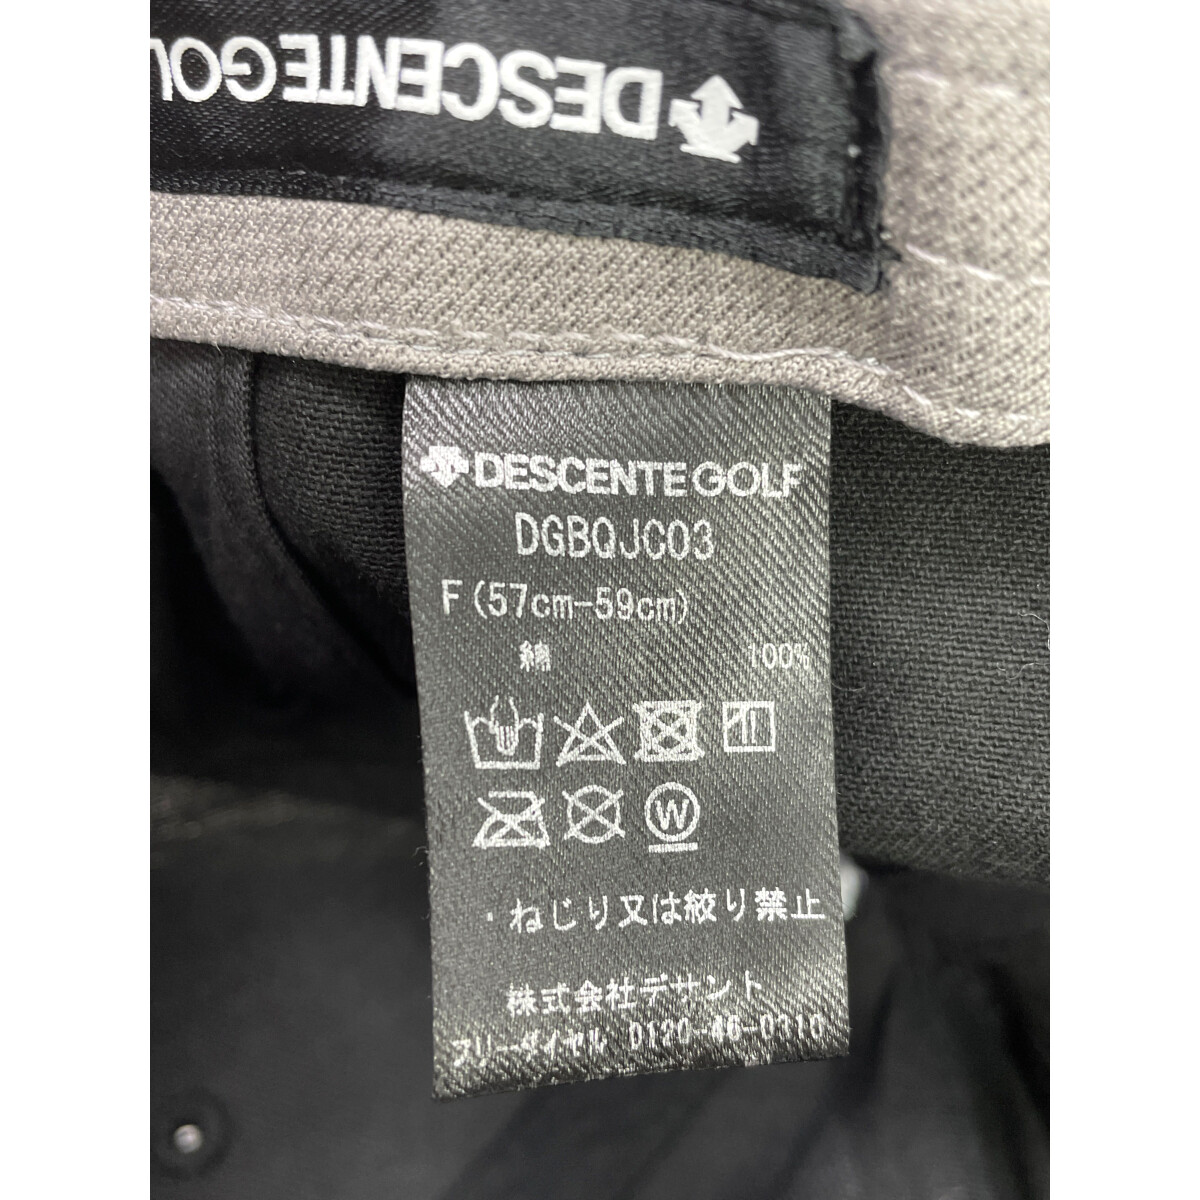 DESCENTE GOL
DESCENTE GOLF
DGBQJC03
F(57cm-59cm)
綿 100%
W
・ねじり又は絞り禁止
株式会社デサント
フリーダイヤル 0120-46-0310